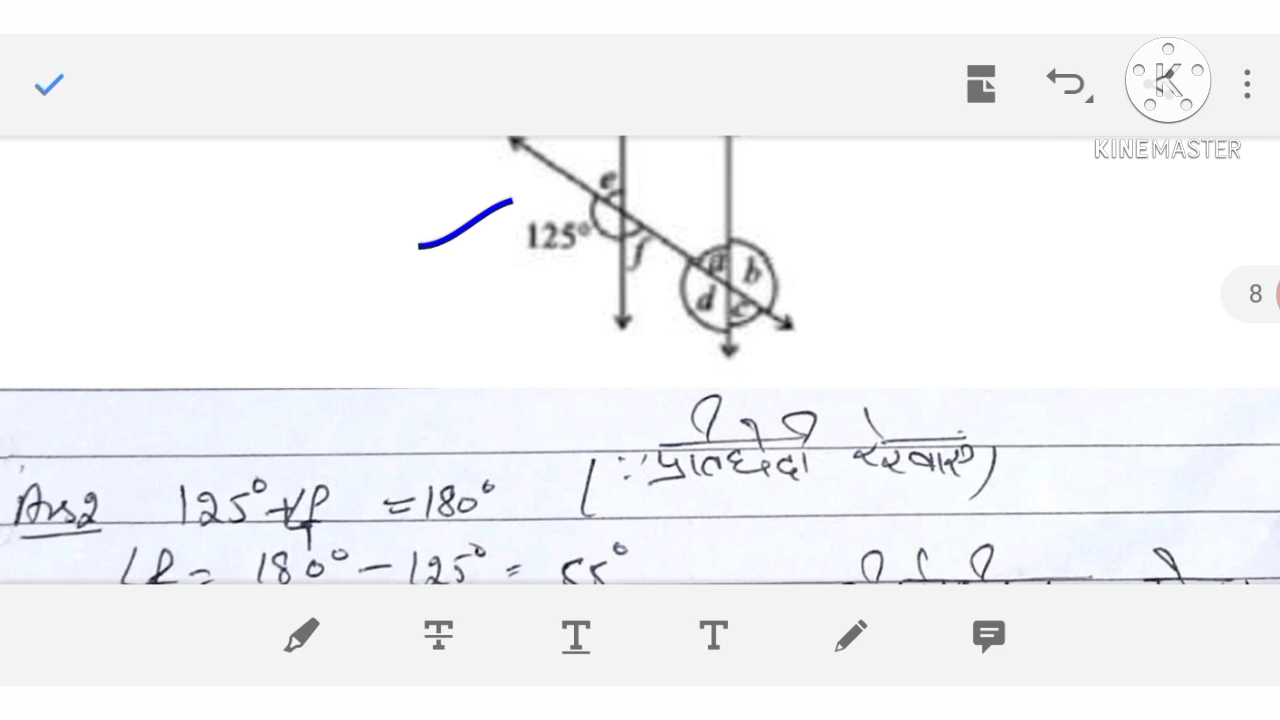 KINEMASTER
e
125°
f
a
b
d
c
8
(∵ प्रतिच्छेदी रेखाएँ)
Ans2 125° + ∠f = 180°
∠f = 180° - 125° = 55°